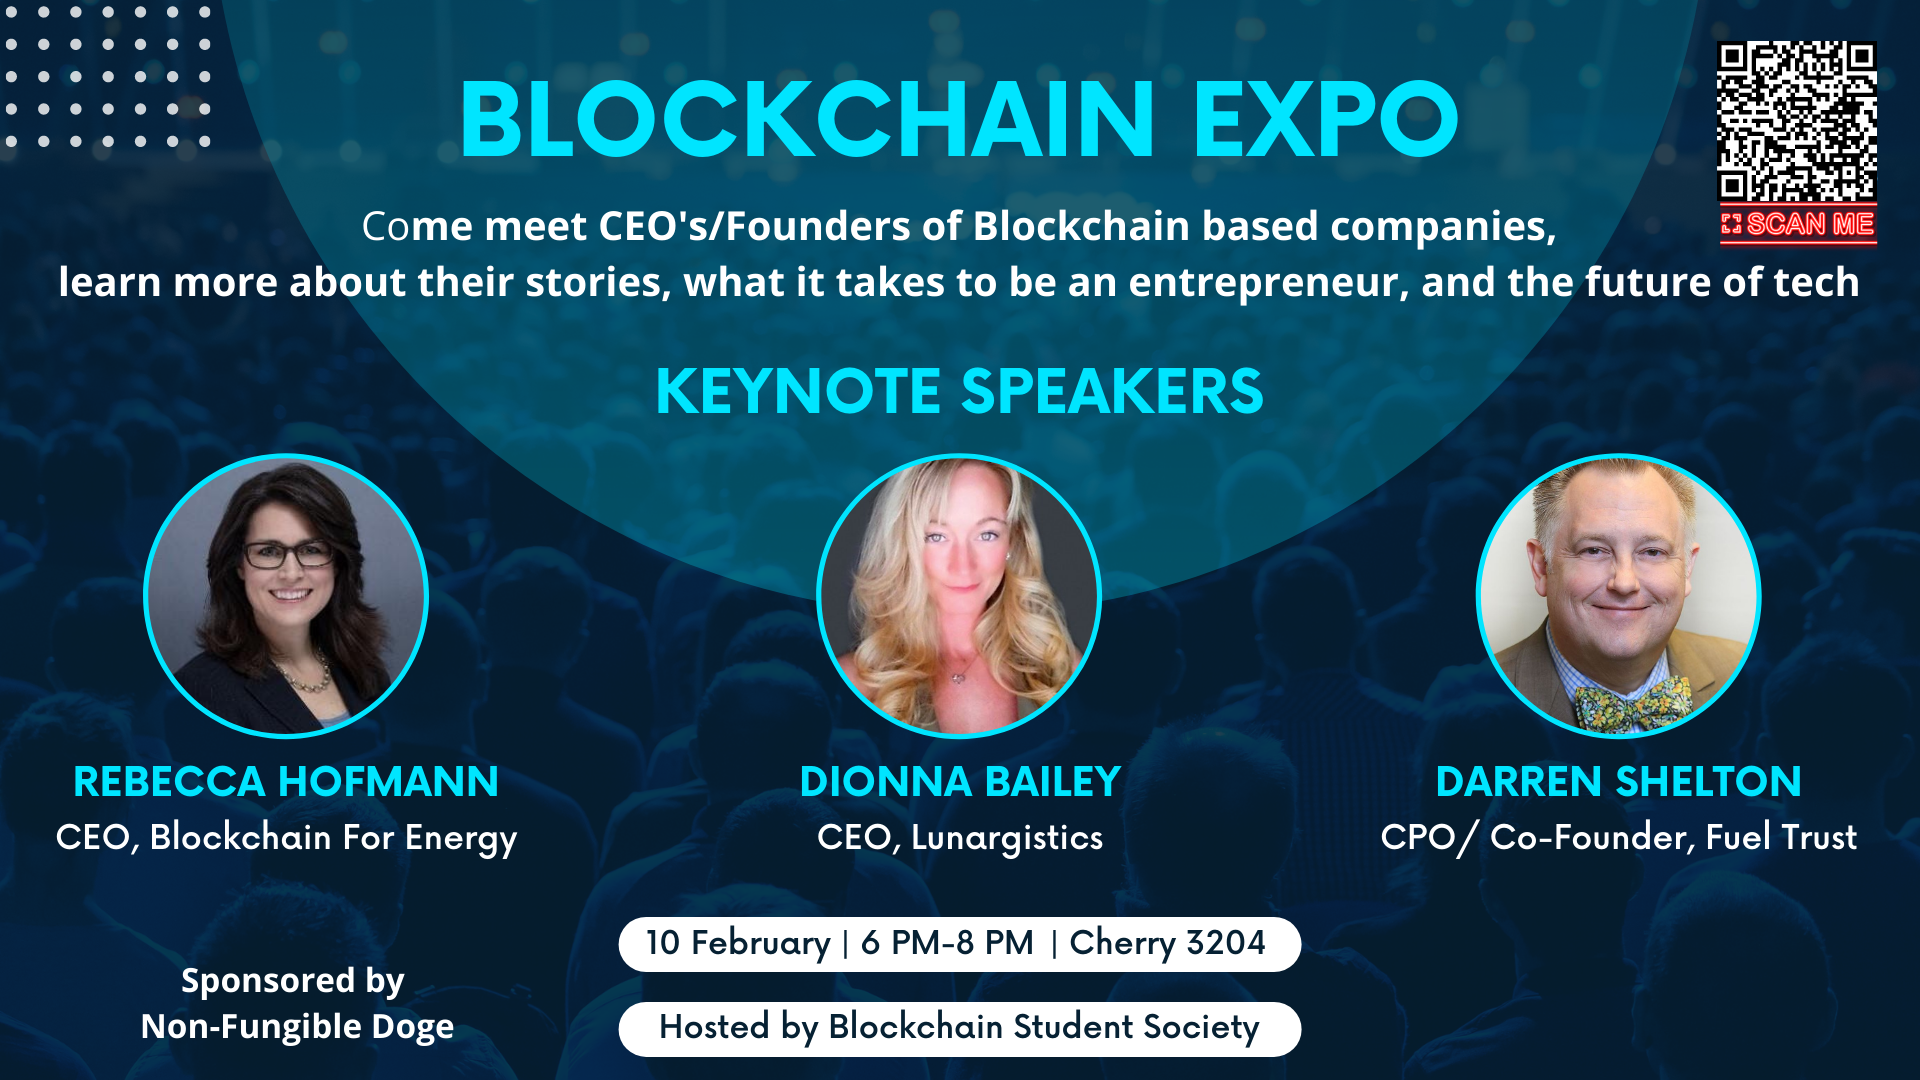 BLOCKCHAIN EXPO
SCAN ME
Come meet CEO's/Founders of Blockchain based companies,
learn more about their stories, what it takes to be an entrepreneur, and the future of tech
KEYNOTE SPEAKERS
REBECCA HOFMANN
CEO, Blockchain For Energy
DIONNA BAILEY
CEO, Lunargistics
DARREN SHELTON
CPO/ Co-Founder, Fuel Trust
10 February | 6 PM-8 PM | Cherry 3204
Sponsored by
Non-Fungible Doge
Hosted by Blockchain Student Society